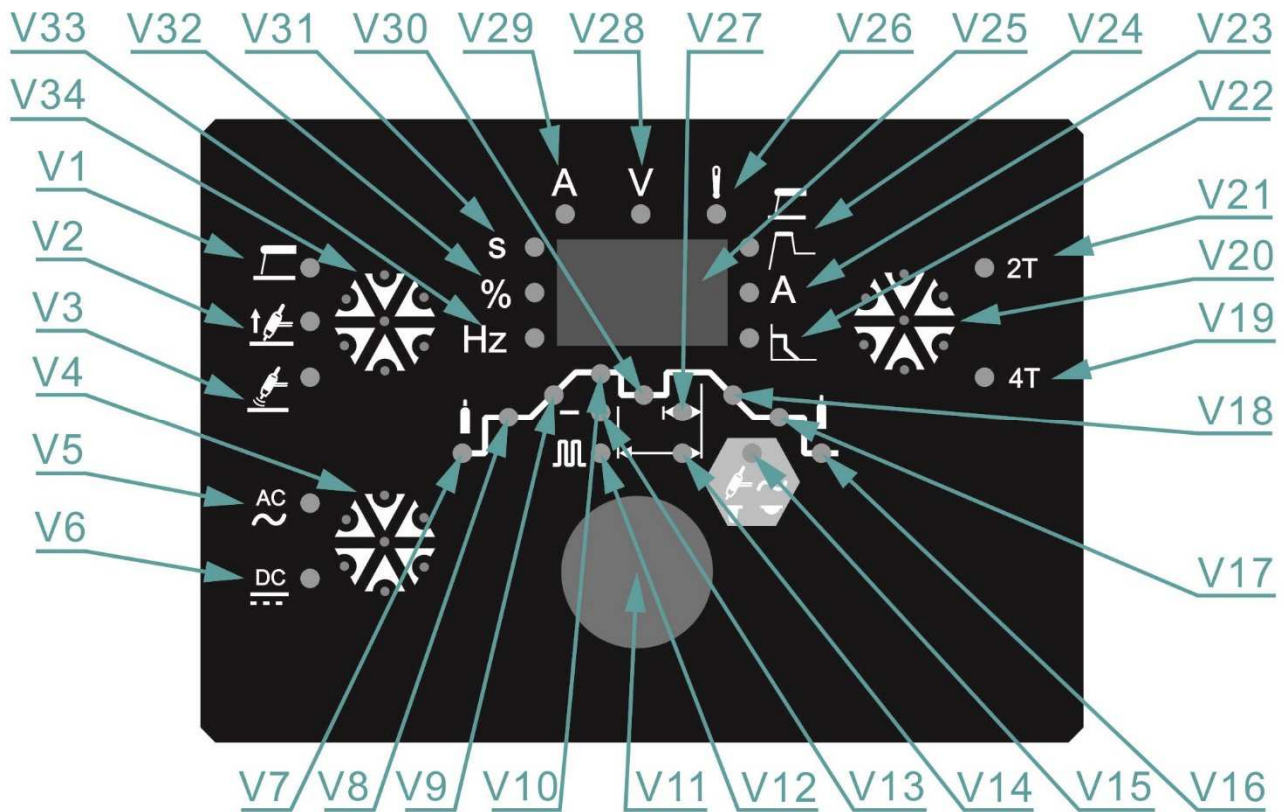 V33 V32 V31 V30 V29 V28 V27 V26 V25 V24 V23
V34 V22
V1 A V V21
V2 s 2T V20
V3 % A V19
V4 Hz 4T
V18
V5 AC
V6 DC V17
V7 V8 V9 V10 V11 V12 V13 V14 V15 V16